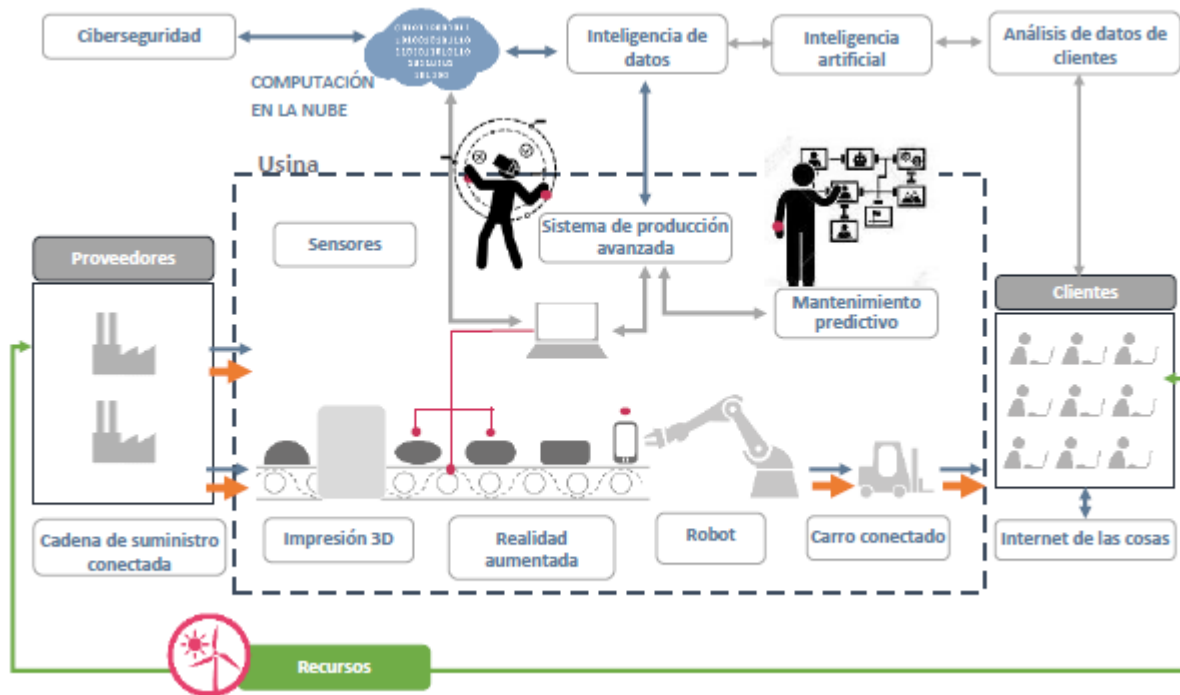 Ciberseguridad
COMPUTACIÓN
EN LA NUBE
Inteligencia de
datos
Inteligencia
artificial
Análisis de datos de
clientes
Usina
Sensores
Sistema de producción
avanzada
Mantenimiento
predictivo
Proveedores
Clientes
Cadena de suministro
conectada
Impresión 3D
Realidad
aumentada
Robot
Carro conectado
Internet de las cosas
Recursos